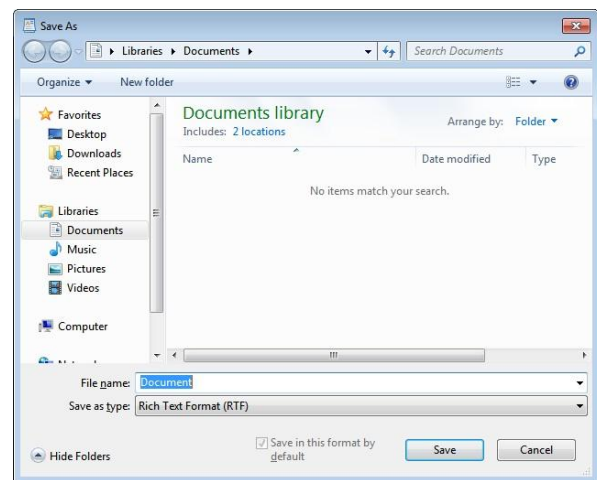 Save As
Libraries Documents Search Documents
Organize New folder
Favorites
Desktop
Downloads
Recent Places
Libraries
Documents
Music
Pictures
Videos
Computer
Documents library
Includes: 2 locations
Arrange by: Folder
Name Date modified Type
No items match your search.
File name: Document
Save as type: Rich Text Format (RTF)
Hide Folders
Save in this format by
default
Save Cancel